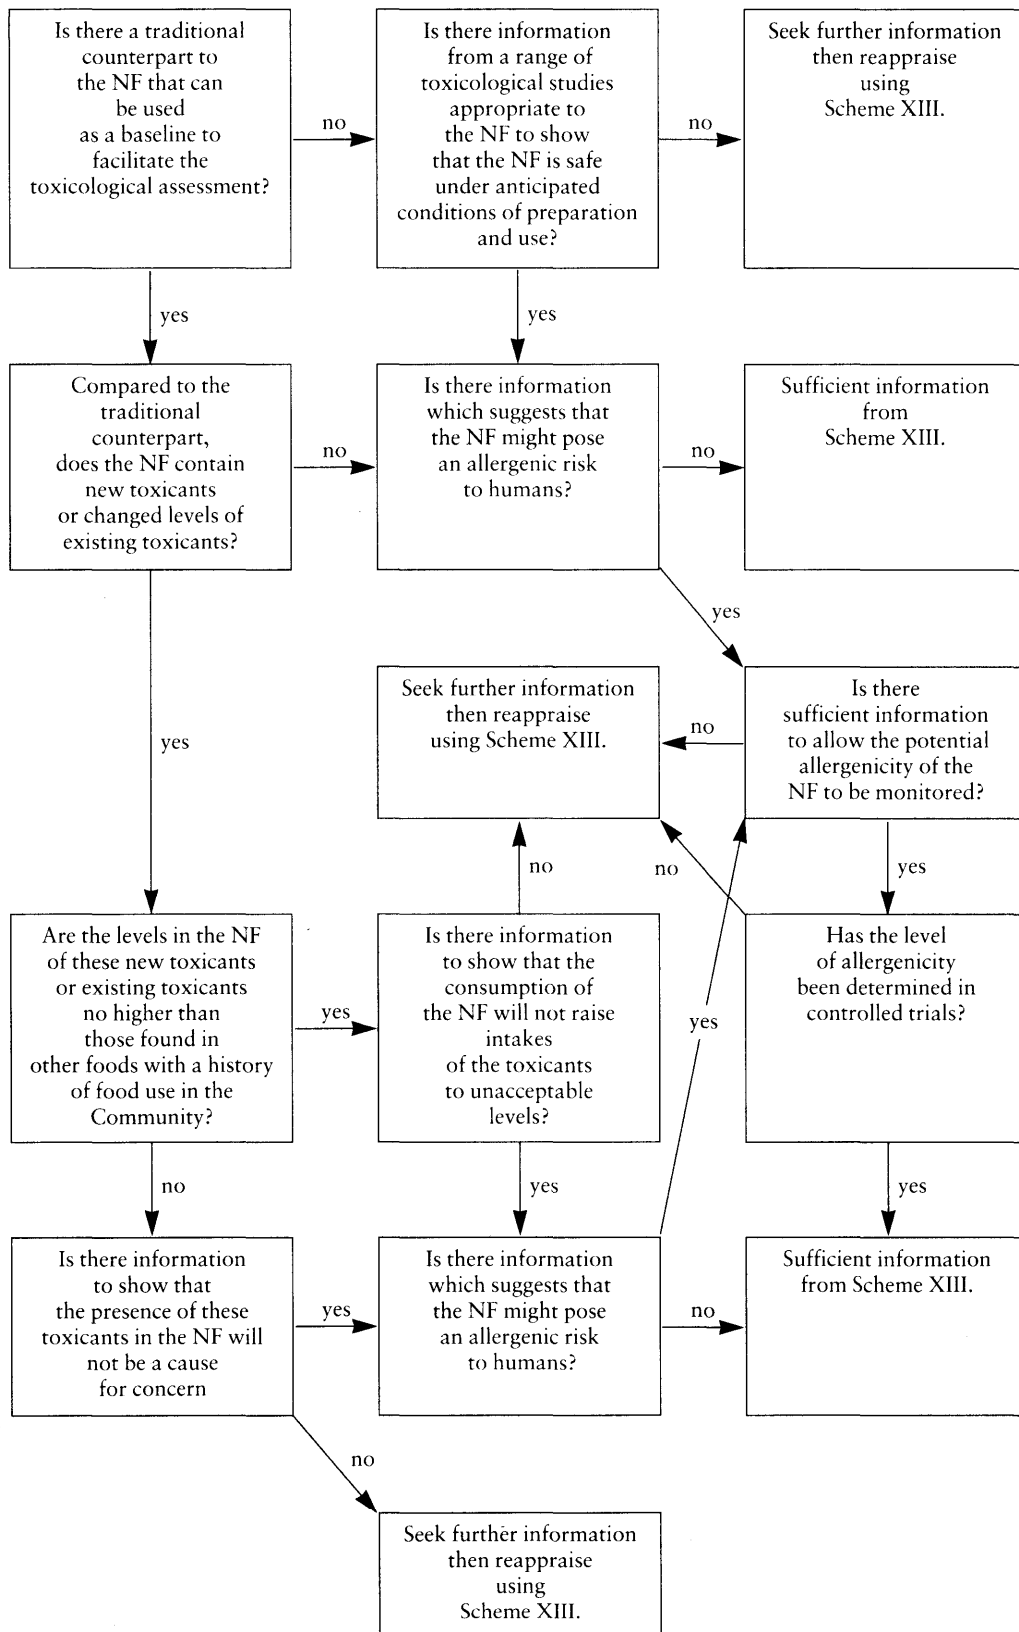 Is there a traditional
counterpart to
the NF that can
be used
as a baseline to
facilitate the
toxicological assessment?
no
Is there information
from a range of
toxicological studies
appropriate to
the NF to show
that the NF is safe
under anticipated
conditions of preparation
and use?
no
Seek further information
then reappraise
using
Scheme XIII.
yes
yes
Compared to the
traditional
counterpart,
does the NF contain
new toxicants
or changed levels of
existing toxicants?
no
Is there information
which suggests that
the NF might pose
an allergenic risk
to humans?
no
Sufficient information
from
Scheme XIII.
yes
yes
Seek further information
then reappraise
using Scheme XIII.
no
Is there
sufficient information
to allow the potential
allergenicity of the
NF to be monitored?
no
no
yes
Are the levels in the NF
of these new toxicants
or existing toxicants
no higher than
those found in
other foods with a history
of food use in the
Community?
yes
Is there information
to show that the
consumption of
the NF will not raise
intakes
of the toxicants
to unacceptable
levels?
yes
Has the level
of allergenicity
been determined in
controlled trials?
no
yes
yes
Is there information
to show that
the presence of these
toxicants in the NF will
not be a cause
for concern
yes
Is there information
which suggests that
the NF might pose
an allergenic risk
to humans?
no
Sufficient information
from Scheme XIII.
no
Seek further information
then reappraise
using
Scheme XIII.